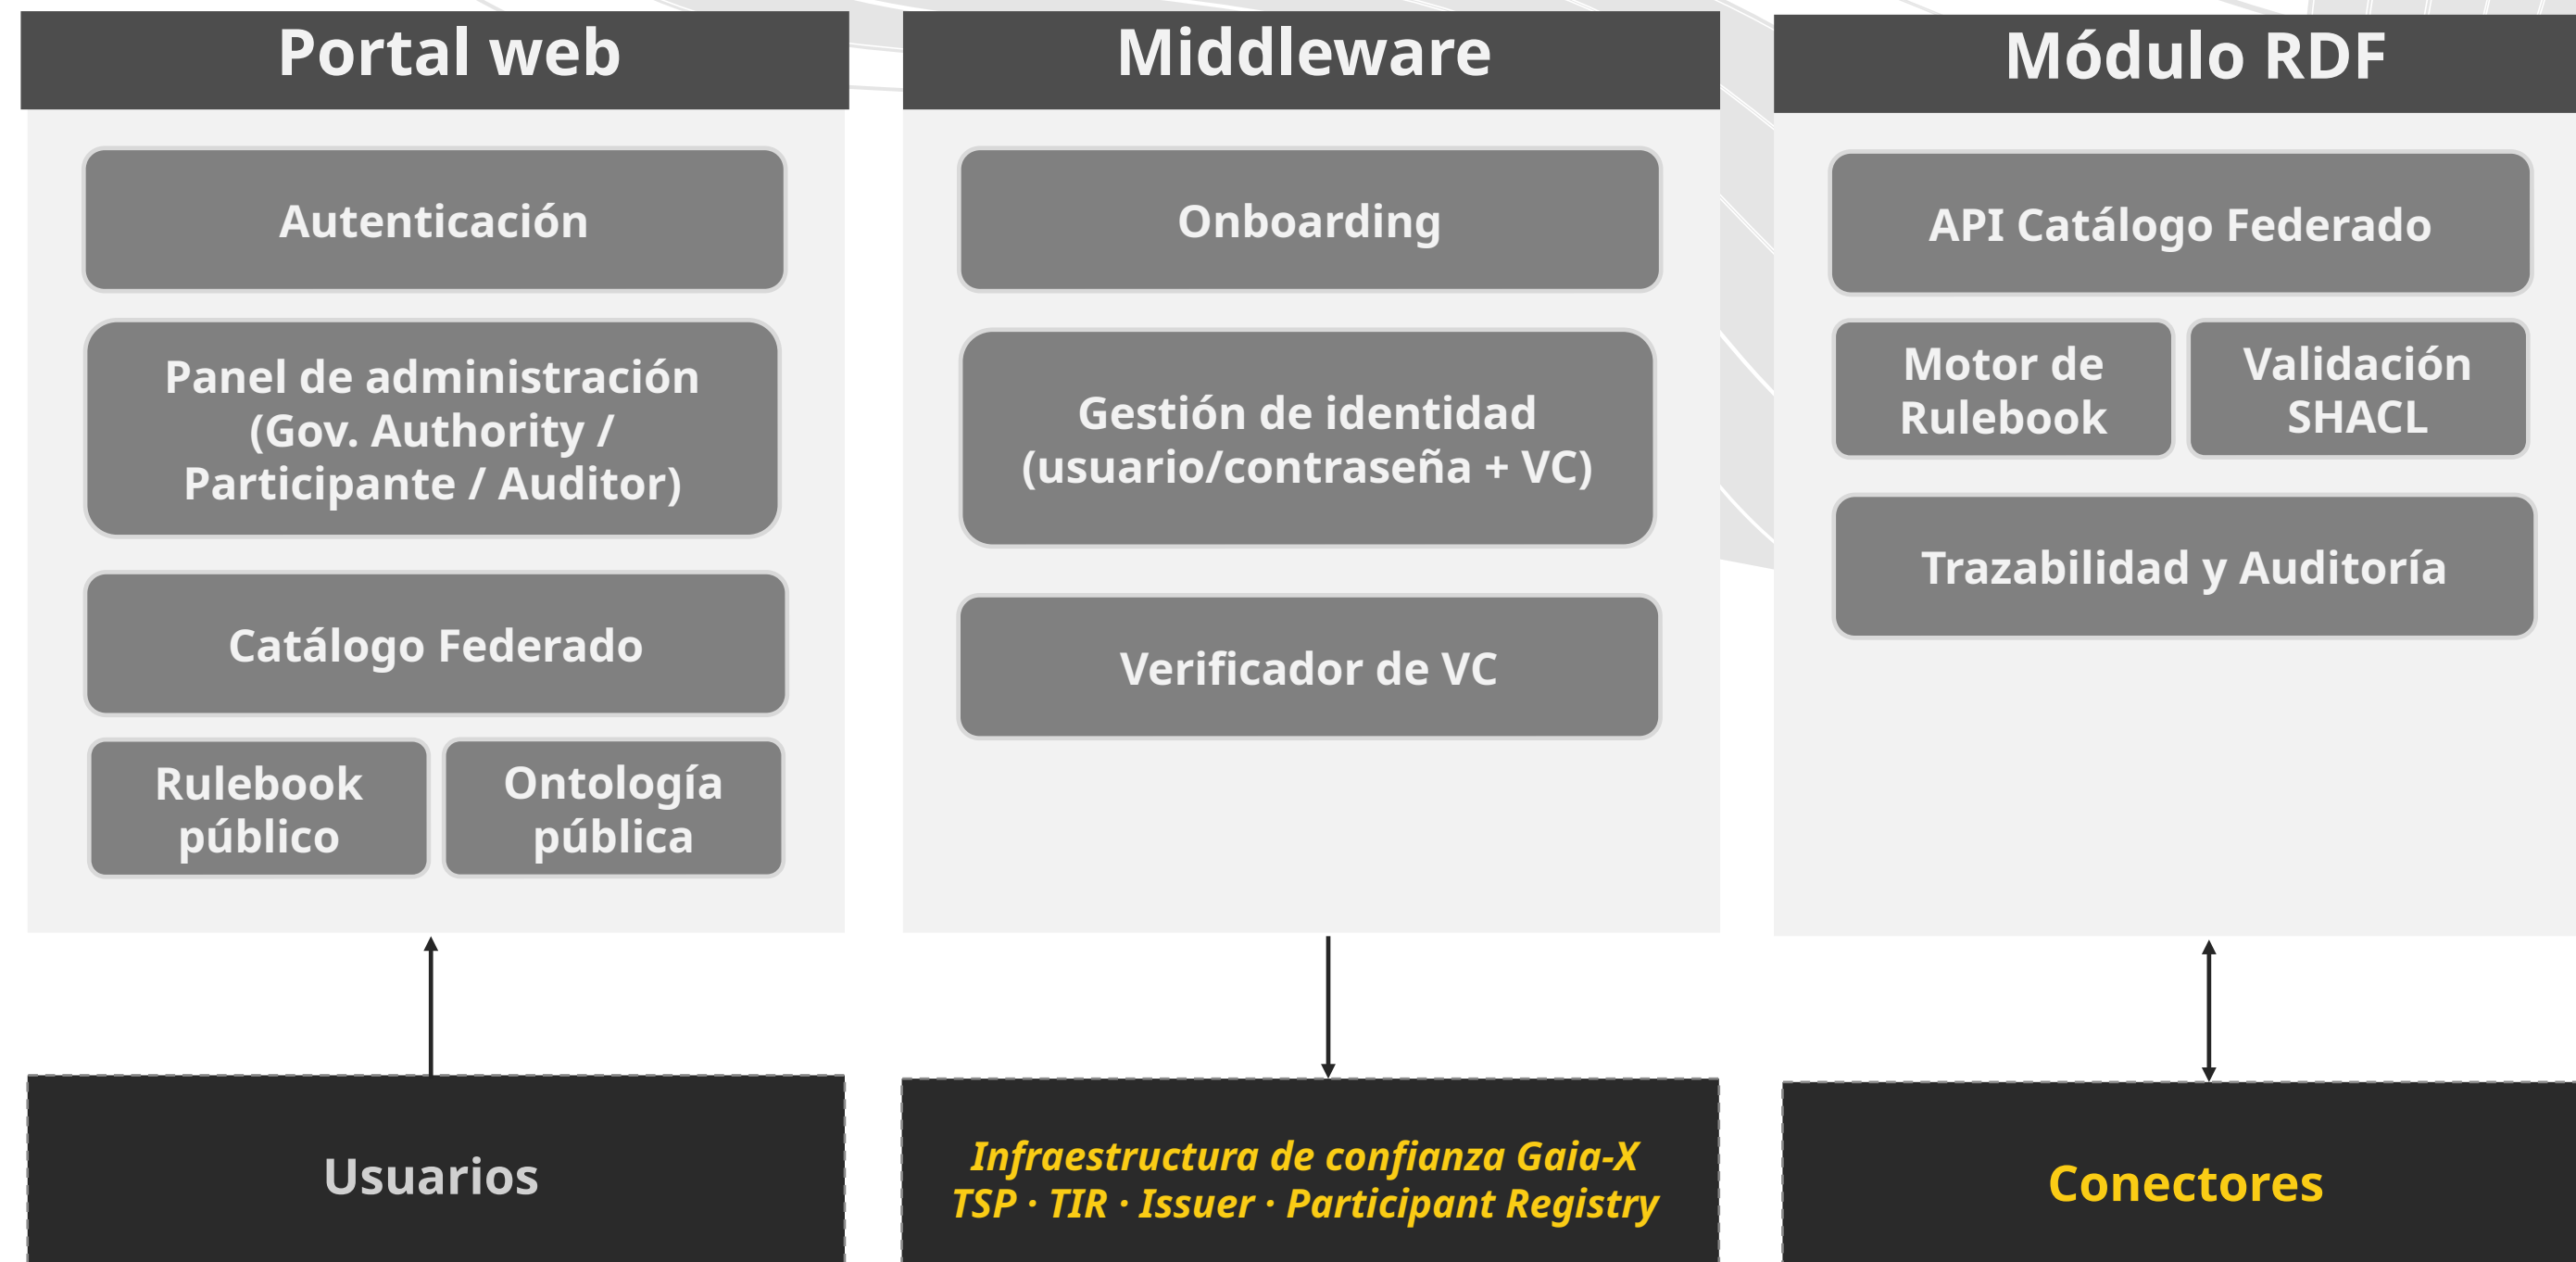 Portal web
Autenticación
Panel de administración
(Gov. Authority /
Participante / Auditor)
Catálogo Federado
Rulebook
público
Ontología
pública
Usuarios
Middleware
Onboarding
Gestión de identidad
(usuario/contraseña + VC)
Verificador de VC
Infraestructura de confianza Gaia-X
TSP · TIR · Issuer · Participant Registry
Módulo RDF
API Catálogo Federado
Motor de
Rulebook
Validación
SHACL
Trazabilidad y Auditoría
Conectores